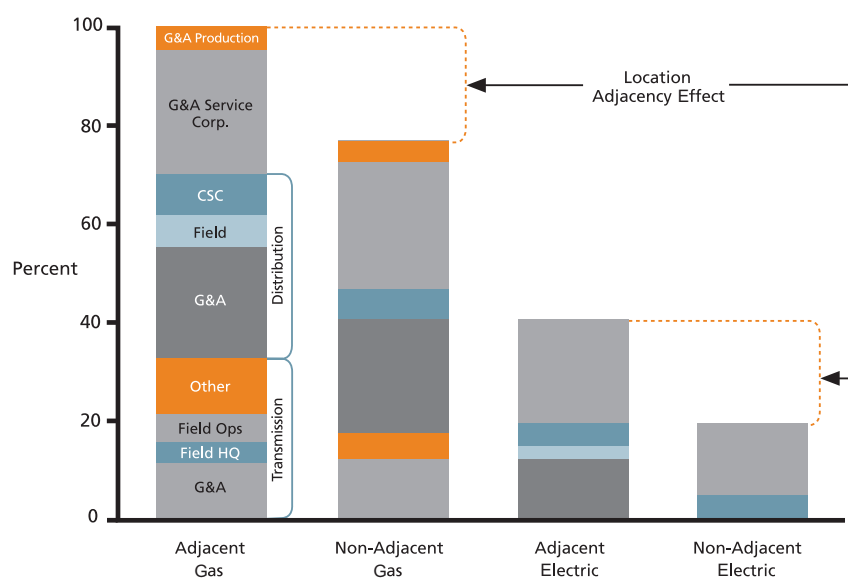 100
80
60
40
20
0
Percent
G&A Production
G&A Service
Corp.
CSC
Field
G&A
Distribution
Other
Field Ops
Field HQ
G&A
Transmission
Location
Adjacency Effect
Adjacent
Gas
Non-Adjacent
Gas
Adjacent
Electric
Non-Adjacent
Electric